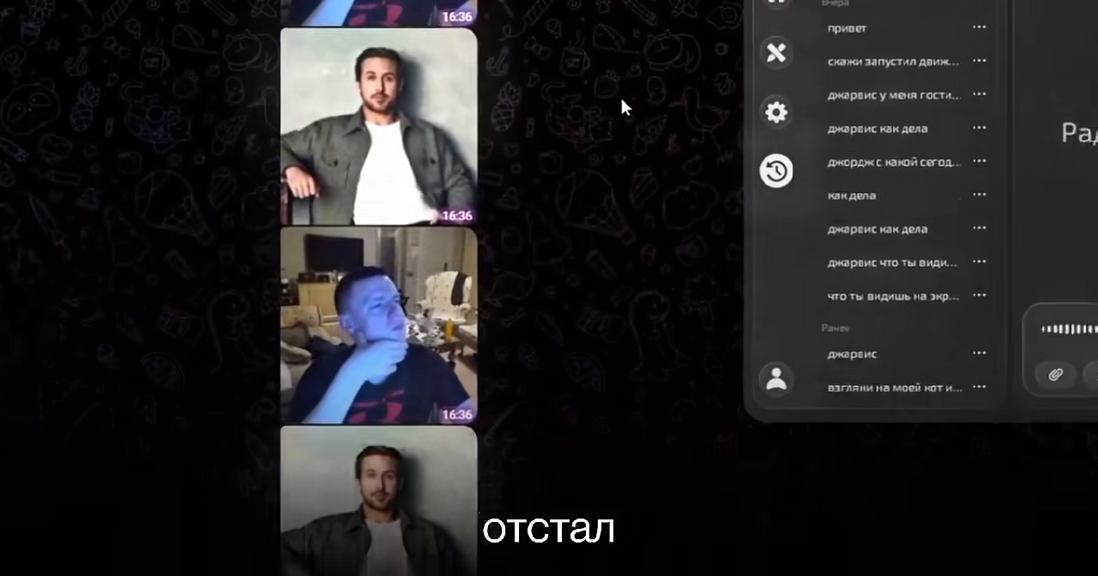 16:36
16:36
16:36
отстал
Вчера
привет
скажи запустил движ...
джарвис у меня гости...
джарвис как дела
джордж с какой сегод...
как дела
джарвис как дела
джарвис что ты види...
что ты видишь на экр...
Ранее
джарвис
взгляни на моей кот и...
Рад